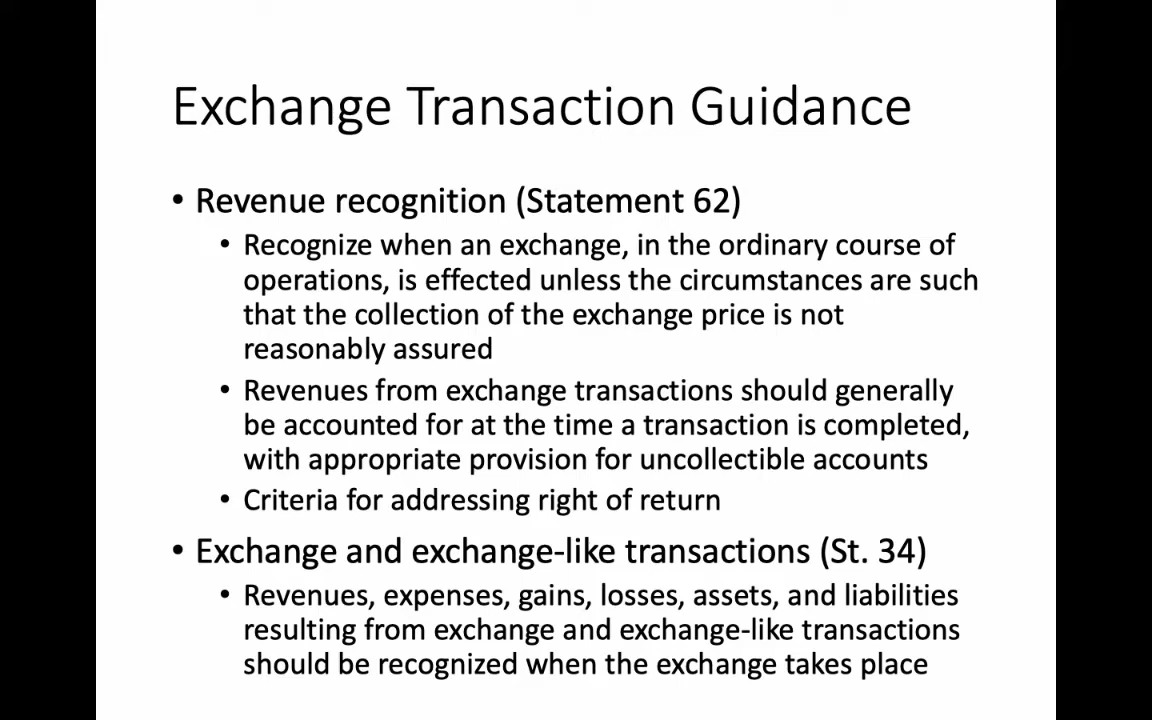 Exchange Transaction Guidance
• Revenue recognition (Statement 62)
• Recognize when an exchange, in the ordinary course of
operations, is effected unless the circumstances are such
that the collection of the exchange price is not
reasonably assured
• Revenues from exchange transactions should generally
be accounted for at the time a transaction is completed,
with appropriate provision for uncollectible accounts
• Criteria for addressing right of return
• Exchange and exchange-like transactions (St. 34)
• Revenues, expenses, gains, losses, assets, and liabilities
resulting from exchange and exchange-like transactions
should be recognized when the exchange takes place